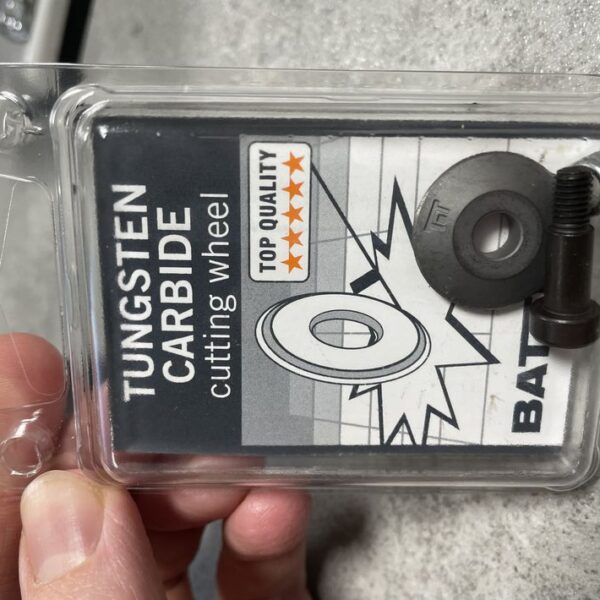 TUNGSTEN
CARBIDE
cutting wheel
TOP QUALITY
BAT